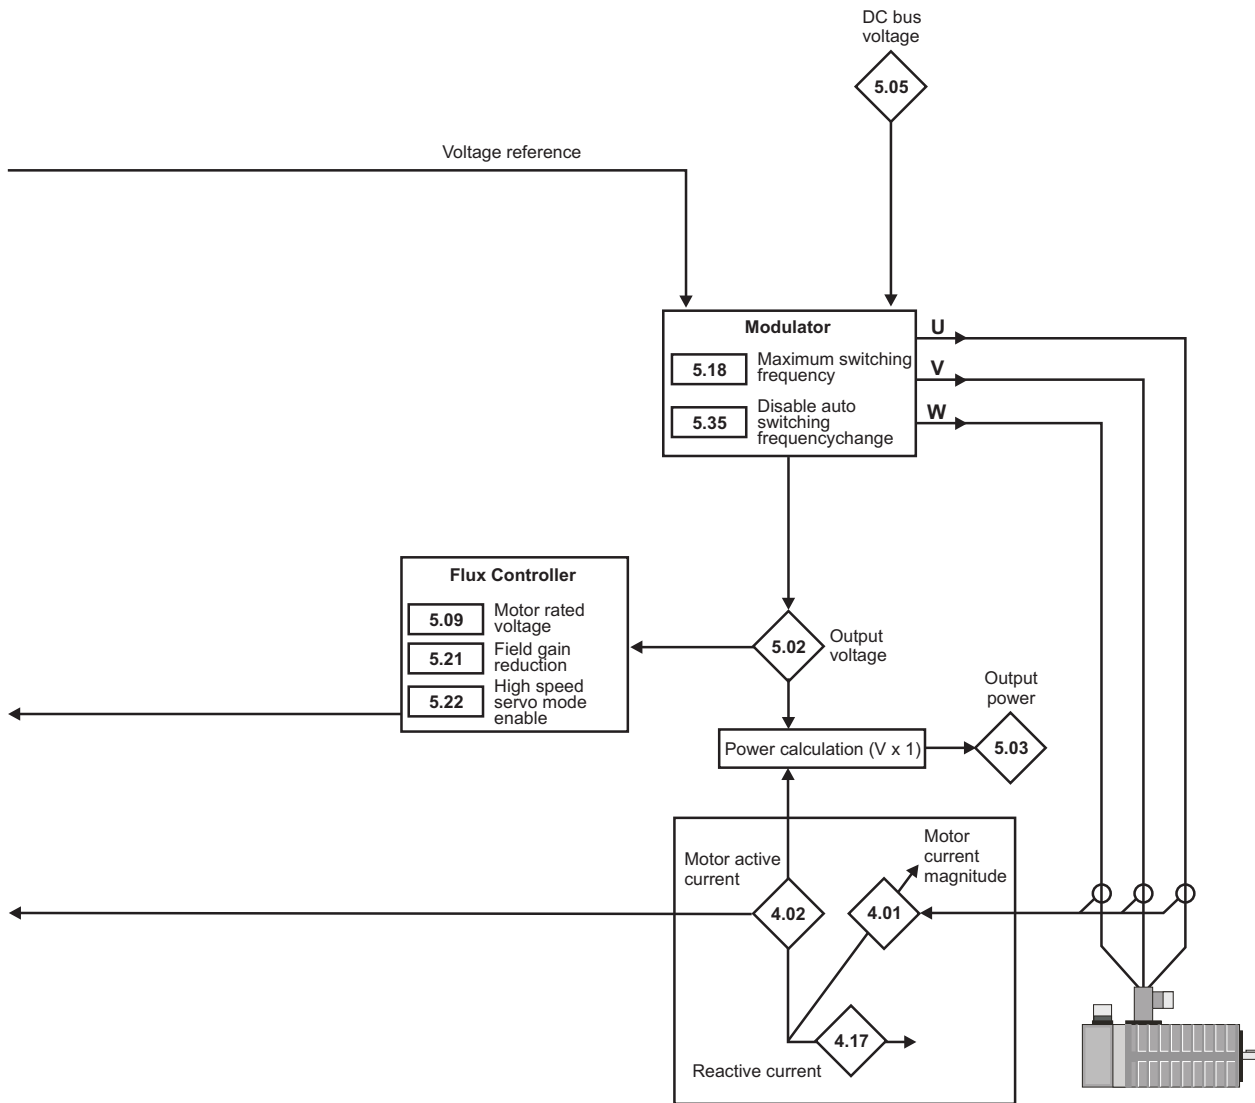 DC bus
voltage
5.05
Voltage reference
Modulator
5.18
Maximum switching
frequency
5.35
Disable auto
switching
frequencychange
U
V
W
Flux Controller
5.09
Motor rated
voltage
5.21
Field gain
reduction
5.22
High speed
servo mode
enable
5.02
Output
voltage
Output
power
5.03
Power calculation (V x 1)
Motor active
current
4.02
Motor
current
magnitude
4.01
4.17
Reactive current